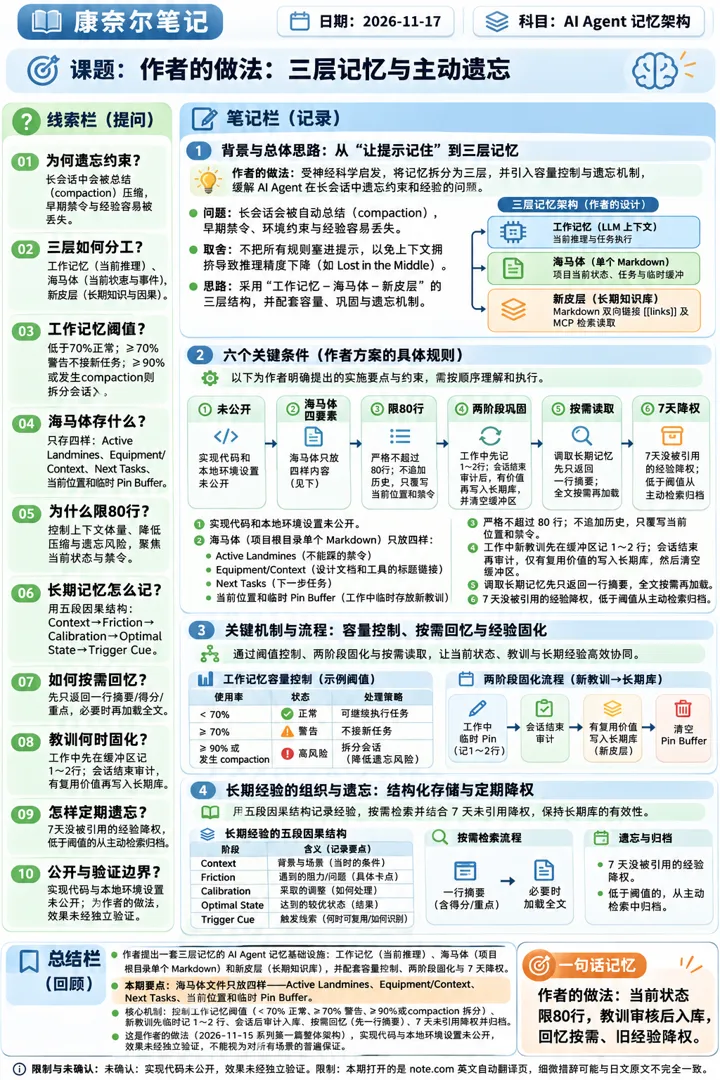 康奈尔笔记
日期：2026-11-17
科目：AI Agent 记忆架构
课题：作者的做法：三层记忆与主动遗忘
? 线索栏（提问）
01 为何遗忘约束？
长会话中会被总结
（compaction）压缩，
早期禁令与经验容易被
丢失。
02 三层如何分工？
工作记忆（当前推理）、
海马体（当前状态与事件），
新皮层（长期知识与因果）。
03 工作记忆阈值？
低于70%正常；≥70%
警告不接新任务；≥90%
或发生compaction则
拆分会话
04 海马体存什么？
只存四样：Active
Landmines、Equipment/
Context、Next Tasks、
当前位置和临时 Pin Buffer。
05 为什么限80行？
控制上下文体量、降低
压缩与遗忘风险，聚焦
当前状态与禁令。
06 长期记忆怎么记？
用五段因果结构：
Context→Friction→
Calibration→Optimal
State→Trigger Cue。
07 如何按需回忆？
先只返回一行摘要/得分/
重点，必要时再加载全文。
08 教训何时固化？
工作中先在缓冲区记
1～2行；会话结束审计，
有复用价值再写入长期库。
09 怎样定期遗忘？
7天没被引用的经验降权，
低于阈值的从主动检索归档。
10 公开与验证边界？
实现代码与本地环境设置
未公开；为作者的做法，
效果未经独立验证。
笔记栏（记录）
1 背景与总体思路：从“让提示记住”到三层记忆
作者的做法：受神经科学启发，将记忆拆分为三层，并引入容量控制与遗忘机制，
缓解 AI Agent 在长会话中遗忘约束和经验的问题。
问题：长会话会被自动总结（compaction），
早期禁令、环境约束与经验容易丢失。
取舍：不把所有规则塞进提示，以免上下文拥
挤导致推理精度下降（如 Lost in the Middle）。
思路：采用“工作记忆 – 海马体 – 新皮层”的
三层结构，并配套容量、巩固与遗忘机制。
三层记忆架构（作者的设计）
工作记忆（LLM 上下文）
当前推理与任务执行
海马体（单个 Markdown）
项目当前状态、任务与临时缓冲
新皮层（长期知识库）
Markdown 双向链接 [[links]] 及
MCP 检索读取
2 六个关键条件（作者方案的具体规则）
以下为作者明确提出的实施要点与约束，需按顺序理解和执行。
① 未公开
实现代码和
本地环境设置
未公开
② 海马体
四要素
海马体只放
四样内容
（见下）
③ 限80行
严格不超过
80行；不追加
历史，只覆写
当前位置和禁令
④ 两阶段巩固
工作中先记
1～2行；会话结束
审计后，有价值
再写入长期库，
并清空缓冲区
⑤ 按需读取
调取长期记忆
先只返回
一行摘要；
全文按需再加载
⑥ 7天降权
7天没被引用
的经验降权；
低于阈值从
主动检索归档
① 实现代码和本地环境设置未公开。
② 海马体（项目根目录单个 Markdown）只放四样：
• Active Landmines（不能踩的禁令）
• Equipment/Context（设计文档和工具的标题链接）
• Next Tasks（下一步任务）
• 当前位置和临时 Pin Buffer（工作中临时存放新教训）
③ 严格不超过 80 行；不追加历史，只覆写当前
位置和禁令。
④ 工作中新教训先在缓冲区记 1～2 行；会话结束
再审计，仅有复用价值的写入长期库，然后清空
缓冲区。
⑤ 调取长期记忆先只返回一行摘要，全文按需再加载。
⑥ 7天没被引用的经验降权，低于阈值从主动检索归档。
3 关键机制与流程：容量控制、按需回忆与经验固化
通过阈值控制、两阶段固化与按需读取，让当前状态、教训与长期经验高效协同。
工作记忆容量控制（示例阈值）
使用率 状态 处理策略
< 70% 正常 可继续执行任务
≥ 70% 警告 不接新任务
≥ 90% 或
发生 compaction 高风险 拆分会话
（降低遗忘风险）
两阶段固化流程（新教训→长期库）
工作中
临时 Pin
（记1～2行）
会话结束
审计
有复用价值
写入长期库
（新皮层）
清空
Pin Buffer
4 长期经验的组织与遗忘：结构化存储与定期降权
用五段因果结构记录经验，按需检索并结合 7 天未引用降权，保持长期库的有效性。
长期经验的五段因果结构
阶段 含义（记录要点）
Context 背景与场景（当时的条件）
Friction 遇到的阻力/问题（具体卡点）
Calibration 采取的调整（如何处理）
Optimal State 达到的较优状态（结果）
Trigger Cue 触发线索（何时可复用/如何识别）
按需检索流程
一行摘要
（含得分/重点）
必要时
加载全文
遗忘与归档
• 7 天没被引用的经验
降权。
• 低于阈值的，从主动
检索中归档。
总结栏
（回顾）
• 作者提出一套三层记忆的 AI Agent 记忆基础设施：工作记忆（当前推理）、海马体（项目
根目录单个 Markdown）和新皮层（长期知识库），并配套容量控制、两阶段固化与 7 天降权。
• 本期要点：海马体文件只放四样——Active Landmines、Equipment/Context、
Next Tasks、当前位置和临时 Pin Buffer。
• 核心机制：控制工作记忆阈值（< 70% 正常、≥70% 警告、≥90%或compaction 拆分）、
新教训先临时记 1～2 行、会话后审计入库、按需回忆（先一行摘要）、7 天未引用降权并归档。
• 这是作者的做法（2026-11-15 系列第一篇整体架构），实现代码与本地环境设置未公开，
效果未经独立验证，不能视为对所有场景的普遍保证。
一句话记忆
作者的做法：当前状态
限80行，教训审核后入库，
回忆按需、旧经验降权。
限制与未确认：未确认：实现代码未公开，效果未经独立验证。限制：本期打开的是 note.com 英文自动翻译页，细微措辞可能与日文原文不完全一致。